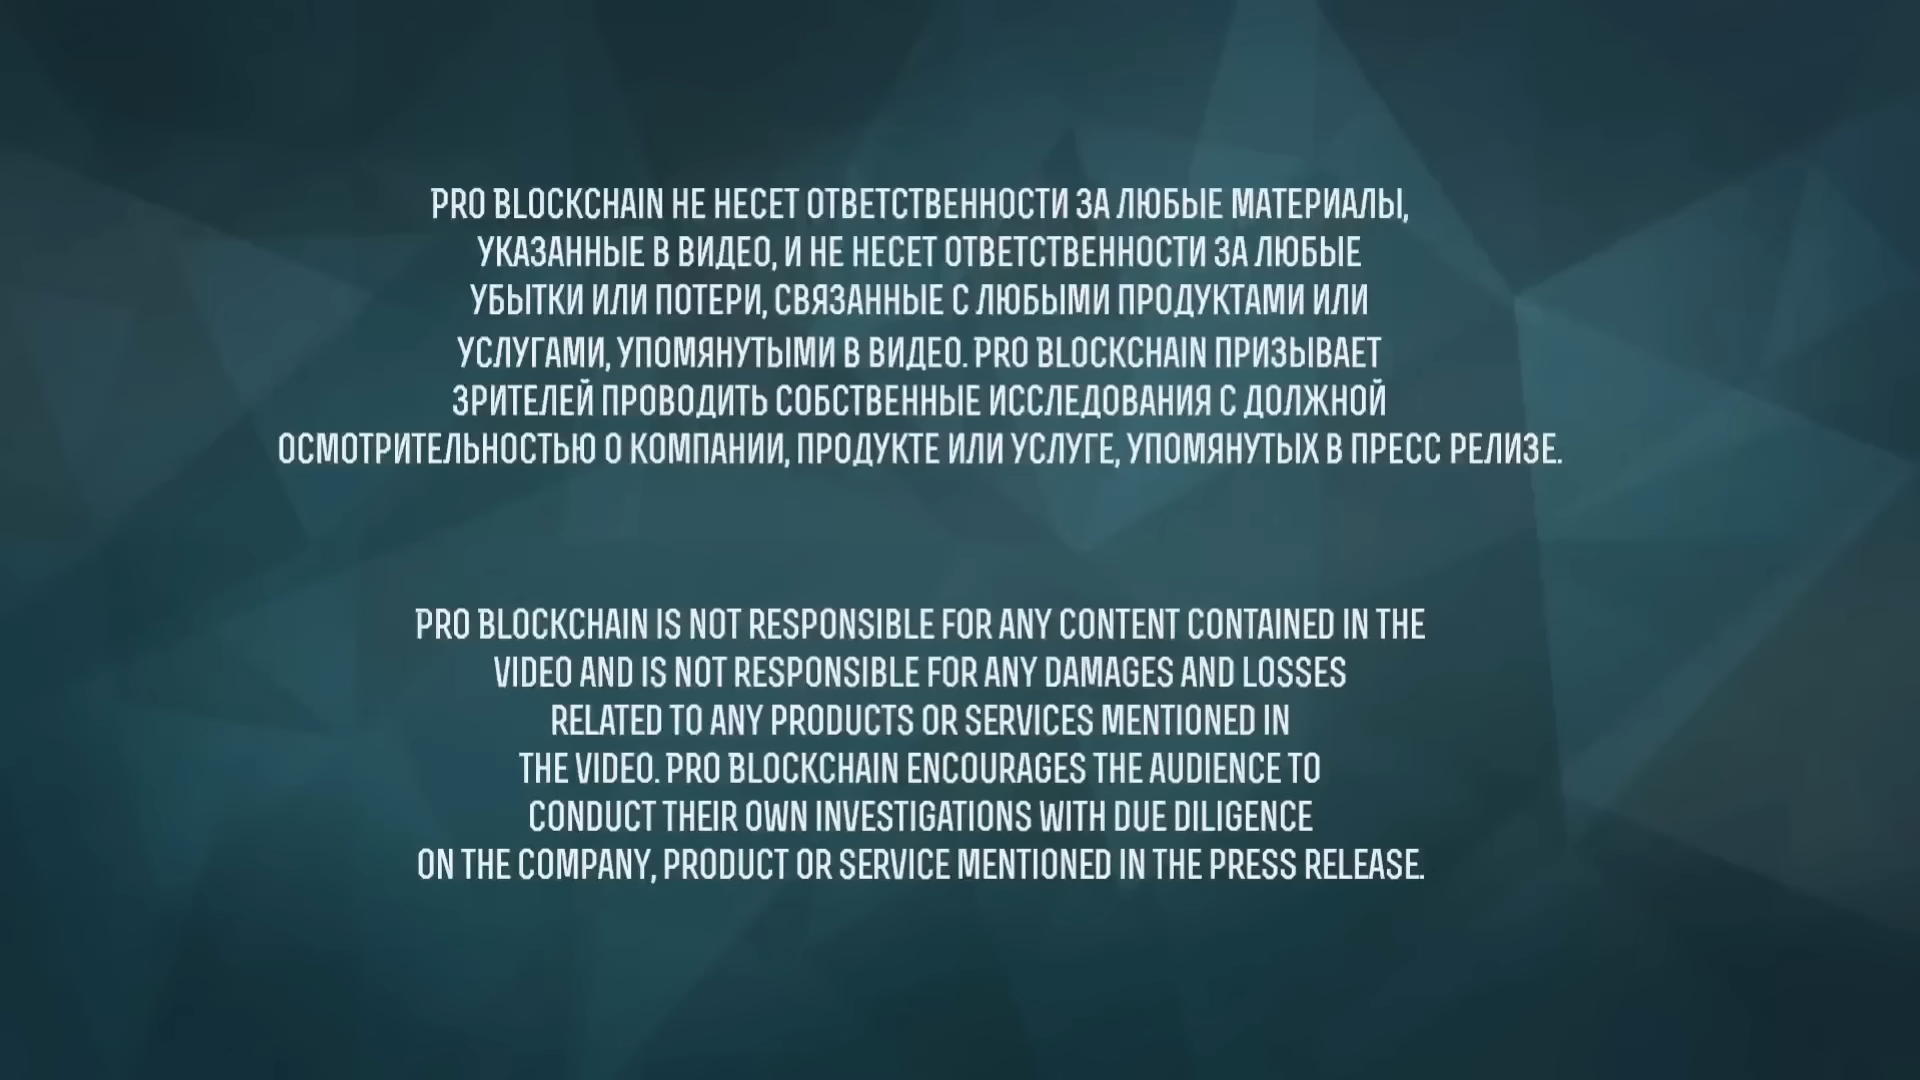 PRO BLOCKCHAIN НЕ НЕСЕТ ОТВЕТСТВЕННОСТИ ЗА ЛЮБЫЕ МАТЕРИАЛЫ,
УКАЗАННЫЕ В ВИДЕО, И НЕ НЕСЕТ ОТВЕТСТВЕННОСТИ ЗА ЛЮБЫЕ
УБЫТКИ ИЛИ ПОТЕРИ, СВЯЗАННЫЕ С ЛЮБЫМИ ПРОДУКТАМИ ИЛИ
УСЛУГАМИ, УПОМЯНУТЫМИ В ВИДЕО. PRO BLOCKCHAIN ПРИЗЫВАЕТ
ЗРИТЕЛЕЙ ПРОВОДИТЬ СОБСТВЕННЫЕ ИССЛЕДОВАНИЯ С ДОЛЖНОЙ
ОСМОТРИТЕЛЬНОСТЬЮ О КОМПАНИИ, ПРОДУКТЕ ИЛИ УСЛУГЕ, УПОМЯНУТЫХ В ПРЕСС РЕЛИЗЕ.
PRO BLOCKCHAIN IS NOT RESPONSIBLE FOR ANY CONTENT CONTAINED IN THE
VIDEO AND IS NOT RESPONSIBLE FOR ANY DAMAGES AND LOSSES
RELATED TO ANY PRODUCTS OR SERVICES MENTIONED IN
THE VIDEO. PRO BLOCKCHAIN ENCOURAGES THE AUDIENCE TO
CONDUCT THEIR OWN INVESTIGATIONS WITH DUE DILIGENCE
ON THE COMPANY, PRODUCT OR SERVICE MENTIONED IN THE PRESS RELEASE.